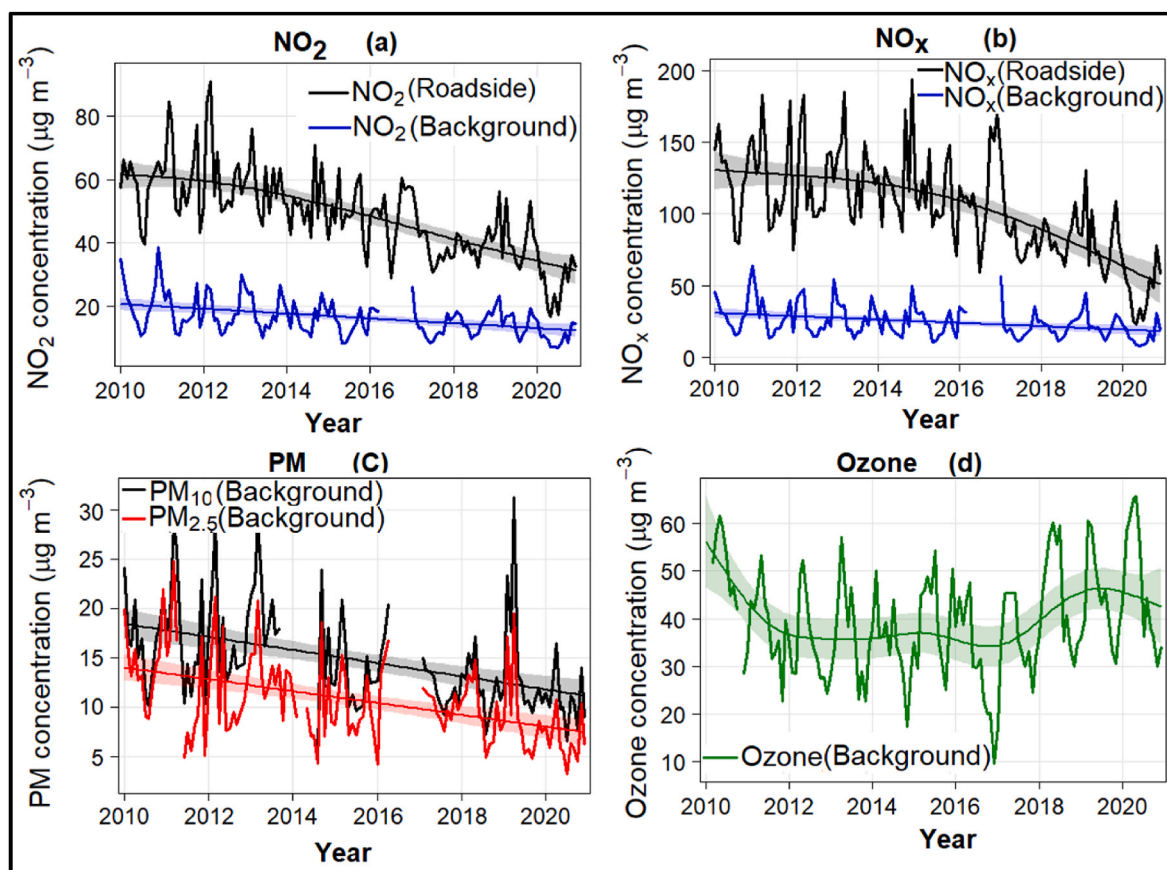 NO2 (a)
NO2 concentration (µg m−3)
NO2 (Roadside)
NO2 (Background)
80
60
40
20
2010 2012 2014 2016 2018 2020
Year
NOx (b)
NOx concentration (µg m−3)
NOx (Roadside)
NOx (Background)
200
150
100
50
0
2010 2012 2014 2016 2018 2020
Year
PM (C)
PM concentration (µg m−3)
PM10 (Background)
PM2.5 (Background)
30
25
20
15
10
5
2010 2012 2014 2016 2018 2020
Year
Ozone (d)
Ozone concentration (µg m−3)
60
50
40
30
20
10
Ozone(Background)
2010 2012 2014 2016 2018 2020
Year